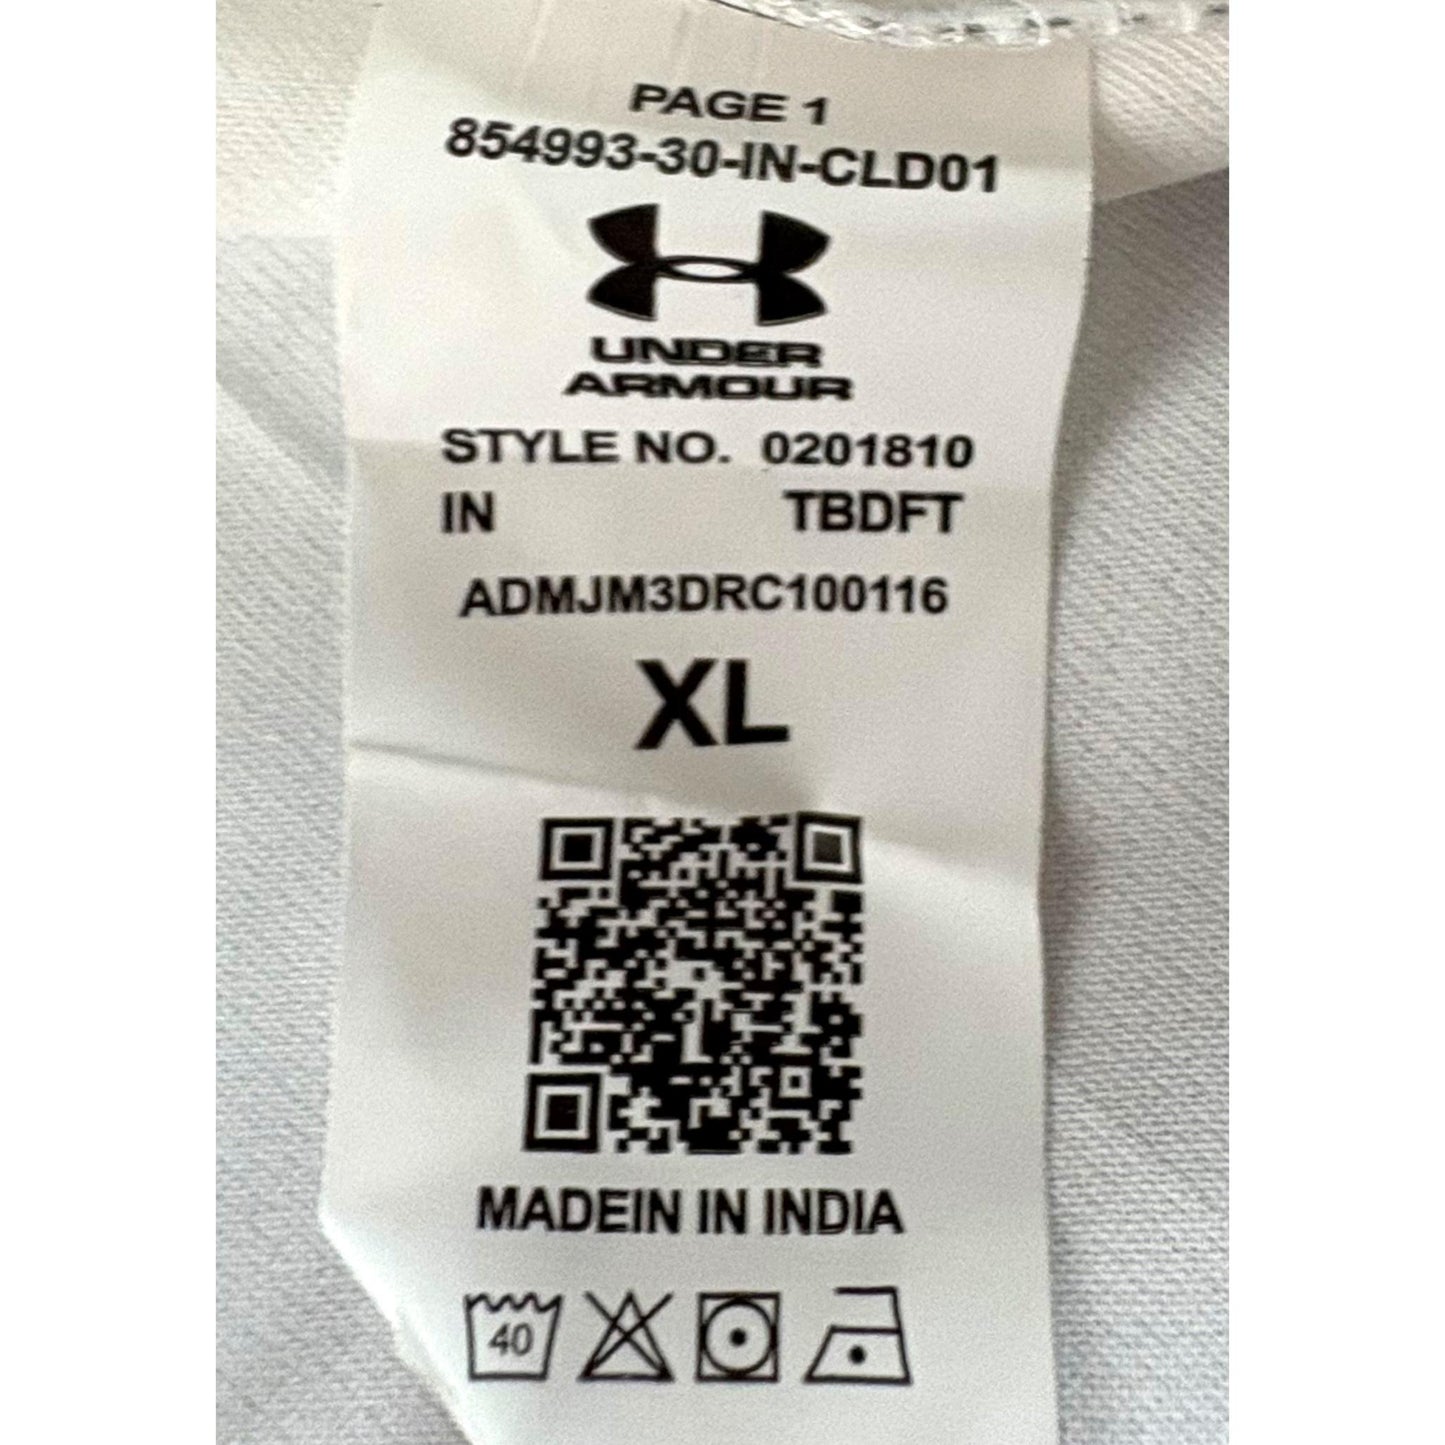 PAGE 1
854993-30-IN-CLD01
UNDER
ARMOUR
STYLE NO. 0201810
IN TBDFT
ADMJM3DRC100116
XL
MADEIN IN INDIA
40